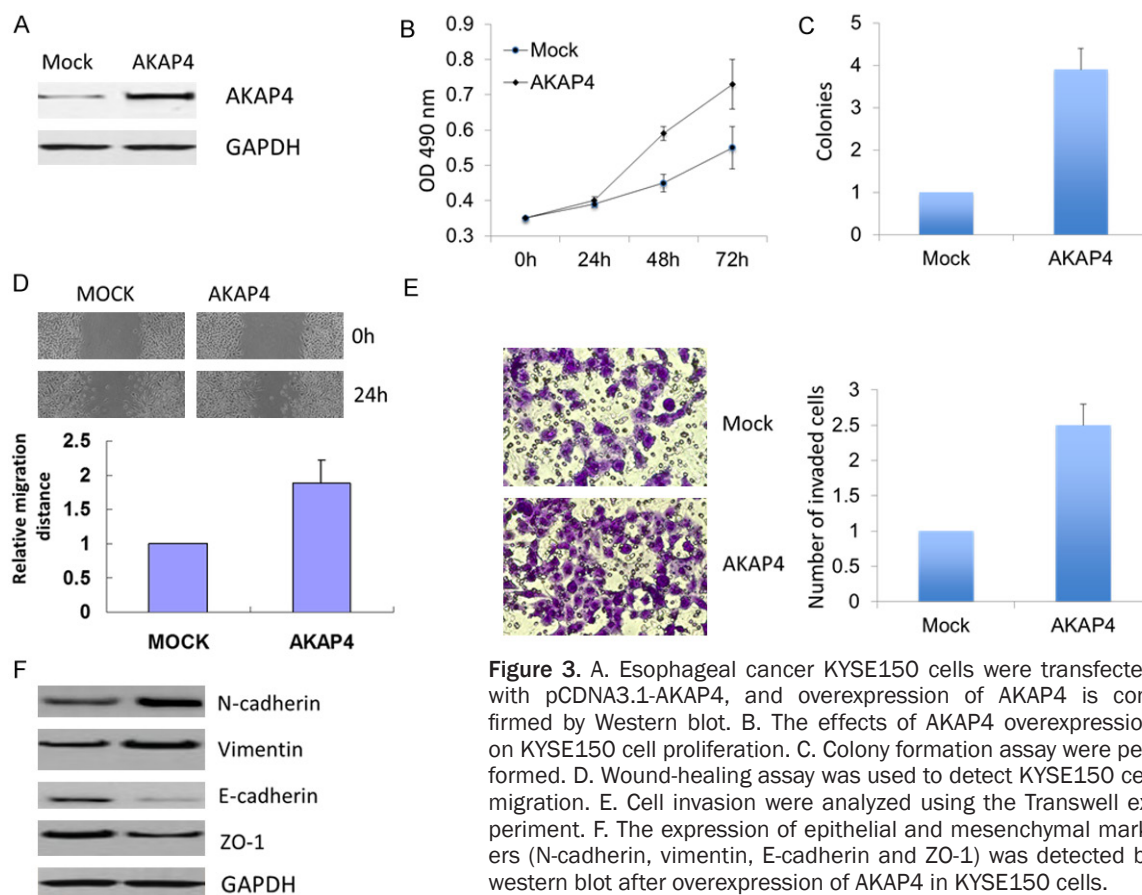 A
Mock AKAP4
AKAP4
GAPDH
B
0.9
0.8
0.7
0.6
0.5
0.4
0.3
OD 490 nm
Mock
AKAP4
0h 24h 48h 72h
C
5
4
3
2
1
0
Colonies
Mock AKAP4
D
MOCK AKAP4
0h
24h
2.5
2
1.5
1
0.5
0
Relative migration
distance
MOCK AKAP4
E
Mock
AKAP4
3
2.5
2
1.5
1
0.5
0
Number of invaded cells
Mock AKAP4
F
N-cadherin
Vimentin
E-cadherin
ZO-1
GAPDH
Figure 3. A. Esophageal cancer KYSE150 cells were transfecte
with pCDNA3.1-AKAP4, and overexpression of AKAP4 is con
firmed by Western blot. B. The effects of AKAP4 overexpression
on KYSE150 cell proliferation. C. Colony formation assay were pe
formed. D. Wound-healing assay was used to detect KYSE150 ce
migration. E. Cell invasion were analyzed using the Transwell ex
periment. F. The expression of epithelial and mesenchymal mark
ers (N-cadherin, vimentin, E-cadherin and ZO-1) was detected b
western blot after overexpression of AKAP4 in KYSE150 cells.